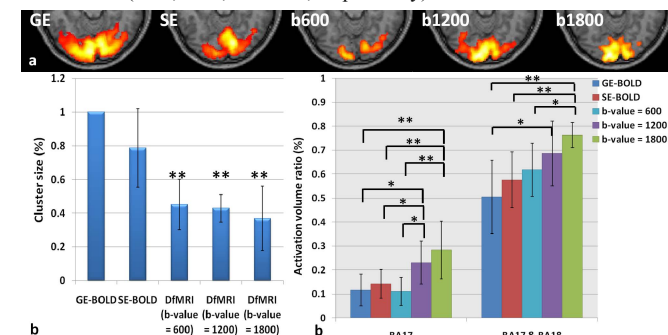 GE SE b600 b1200 b1800
a
1.2
1
0.8
0.6
0.4
0.2
0
Cluster size (%)
** ** **
GE-BOLD SE-BOLD DfMRI (b-value = 600) DfMRI (b-value = 1200) DfMRI (b-value = 1800)
b
1
0.9
0.8
0.7
0.6
0.5
0.4
0.3
0.2
0.1
0
Activation volume ratio (%)
**
**
**
*
*
*
**
**
*
*
GE-BOLD
SE-BOLD
b-value = 600
b-value = 1200
b-value = 1800
b
BA17 BA17 & BA18